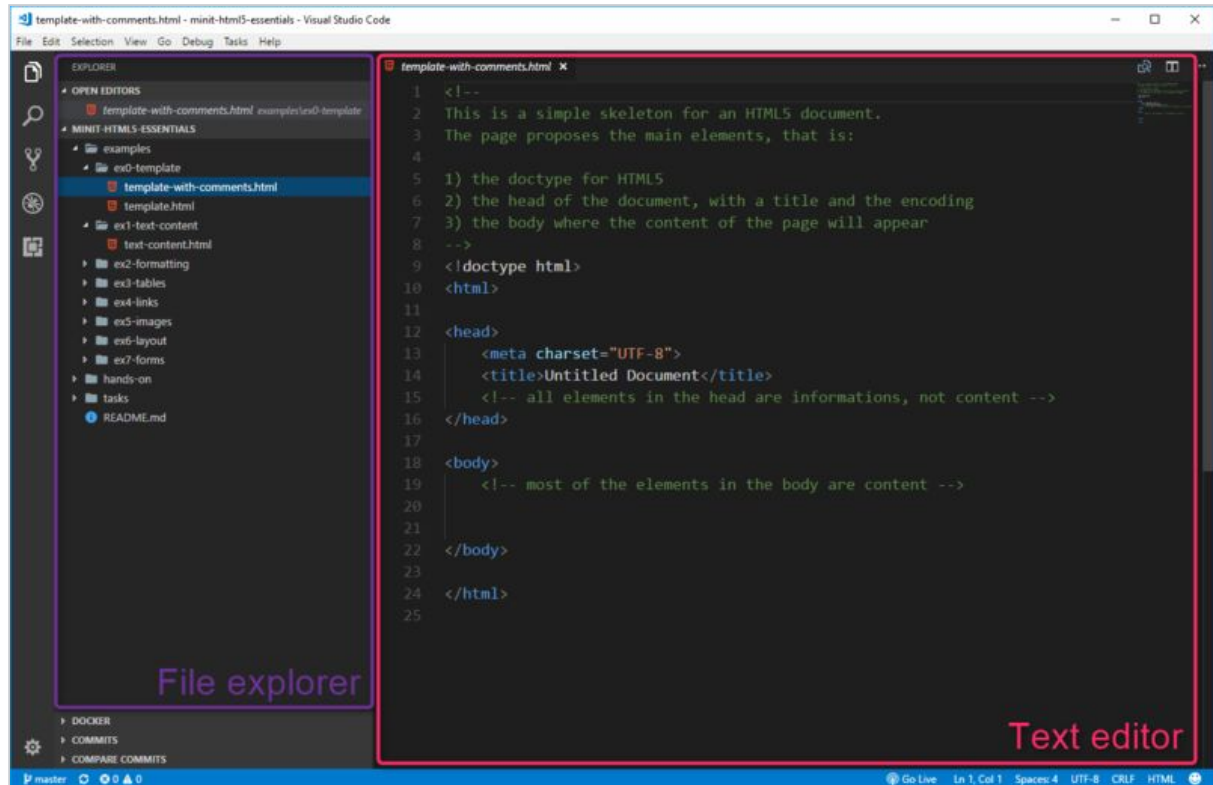 template-with-comments.html - minit-html5-essentials - Visual Studio Code
File Edit Selection View Go Debug Tasks Help
EXPLORER
OPEN EDITORS
template-with-comments.html examples\ex0-template
MINIT-HTML5-ESSENTIALS
examples
ex0-template
template-with-comments.html
template.html
ex1-text-content
text-content.html
ex2-formatting
ex3-tables
ex4-links
ex5-images
ex6-layout
ex7-forms
hands-on
tasks
README.md
File explorer
DOCKER
COMMITS
COMPARE COMMITS
template-with-comments.html
1 <!--
2 This is a simple skeleton for an HTML5 document.
3 The page proposes the main elements, that is:
4
5 1) the doctype for HTML5
6 2) the head of the document, with a title and the encoding
7 3) the body where the content of the page will appear
8 -->
9 <!doctype html>
10 <html>
11
12 <head>
13 <meta charset="UTF-8">
14 <title>Untitled Document</title>
15 <!-- all elements in the head are informations, not content -->
16 </head>
17
18 <body>
19 <!-- most of the elements in the body are content -->
20
21
22 </body>
23
24 </html>
25
Text editor
master 0 0 Go Live Ln 1, Col 1 Spaces: 4 UTF-8 CRLF HTML